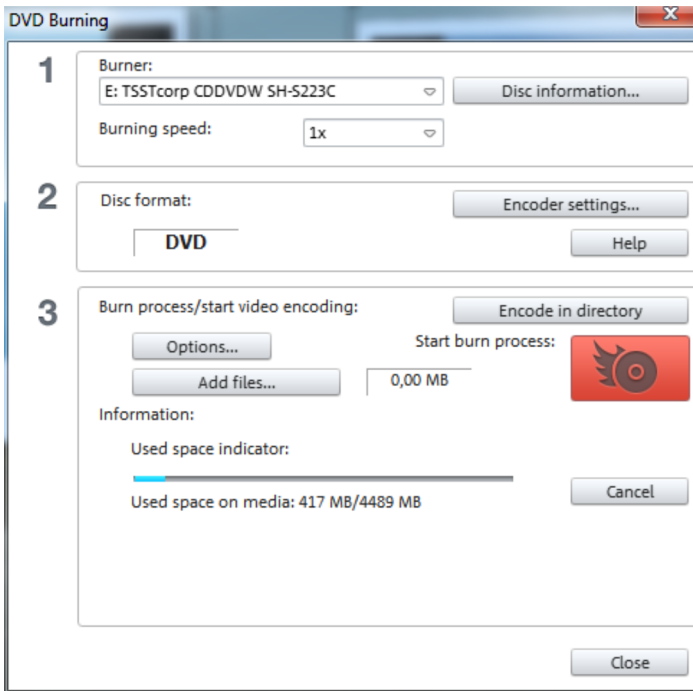 DVD Burning
1
Burner:
E: TSSTcorp CDDVDW SH-S223C
Disc information...
Burning speed:
1x
2
Disc format:
Encoder settings...
DVD
Help
3
Burn process/start video encoding:
Encode in directory
Options...
Start burn process:
Add files...
0,00 MB
Information:
Used space indicator:
Used space on media: 417 MB/4489 MB
Cancel
Close